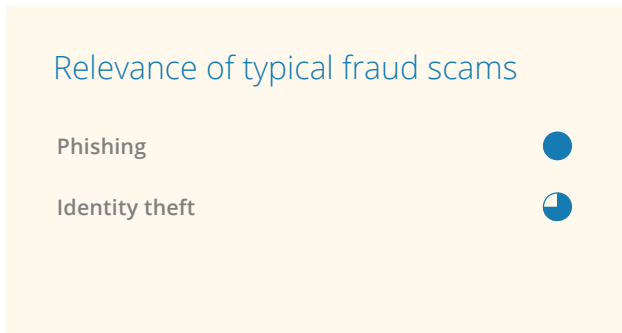 Relevance of typical fraud scams
Phishing
Identity theft